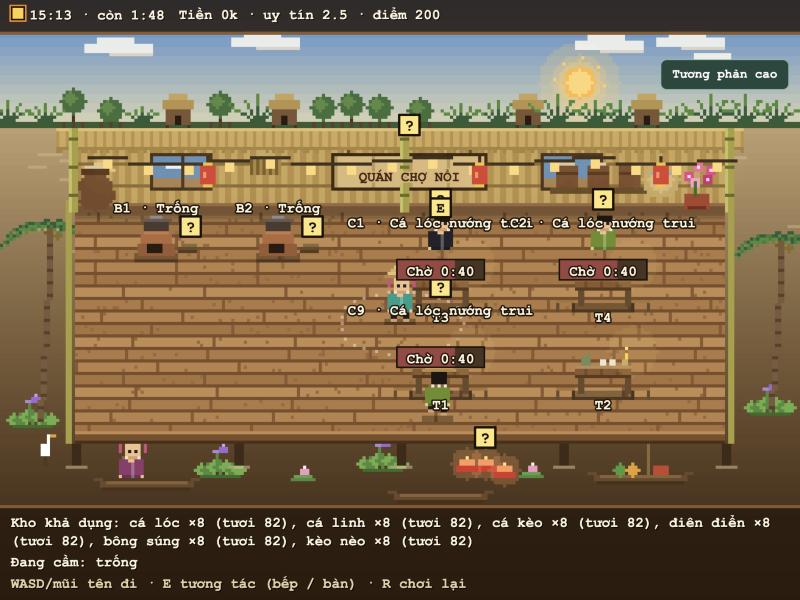 15:13 · còn 1:48 Tiền 0k · uy tín 2.5 · điểm 200
Tương phản cao
?
QUÁN CHỢ NỔI
B1 · Trống
B2 · Trống
E
?
C1 · Cá lóc nướng t
C2 · Cá lóc nướng trui
?
?
Chờ 0:40
Chờ 0:40
?
C9 · Cá lóc nướng trui
T3
T4
Chờ 0:40
T1
T2
?
Kho khả dụng: cá lóc ×8 (tươi 82), cá linh ×8 (tươi 82), cá kèo ×8 (tươi 82), điên điển ×8
(tươi 82), bông súng ×8 (tươi 82), kèo nèo ×8 (tươi 82)
Đang cầm: trống
WASD/mũi tên đi · E tương tác (bếp / bàn) · R chơi lại